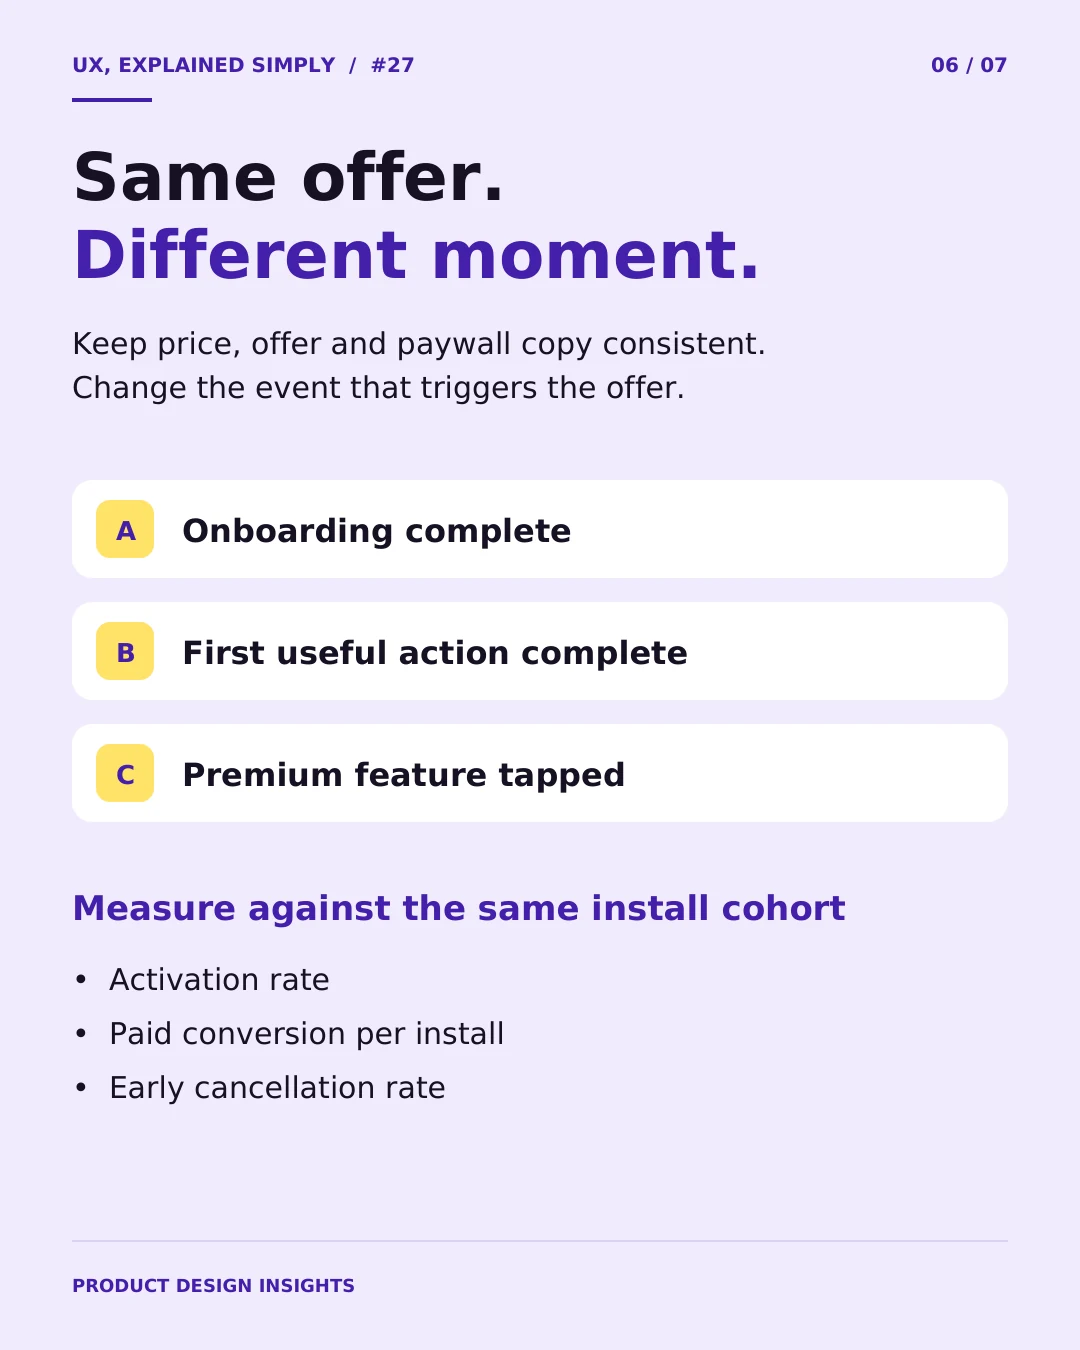 UX, EXPLAINED SIMPLY / #27
06 / 07
Same offer.
Different moment.
Keep price, offer and paywall copy consistent.
Change the event that triggers the offer.
A Onboarding complete
B First useful action complete
C Premium feature tapped
Measure against the same install cohort
• Activation rate
• Paid conversion per install
• Early cancellation rate
PRODUCT DESIGN INSIGHTS